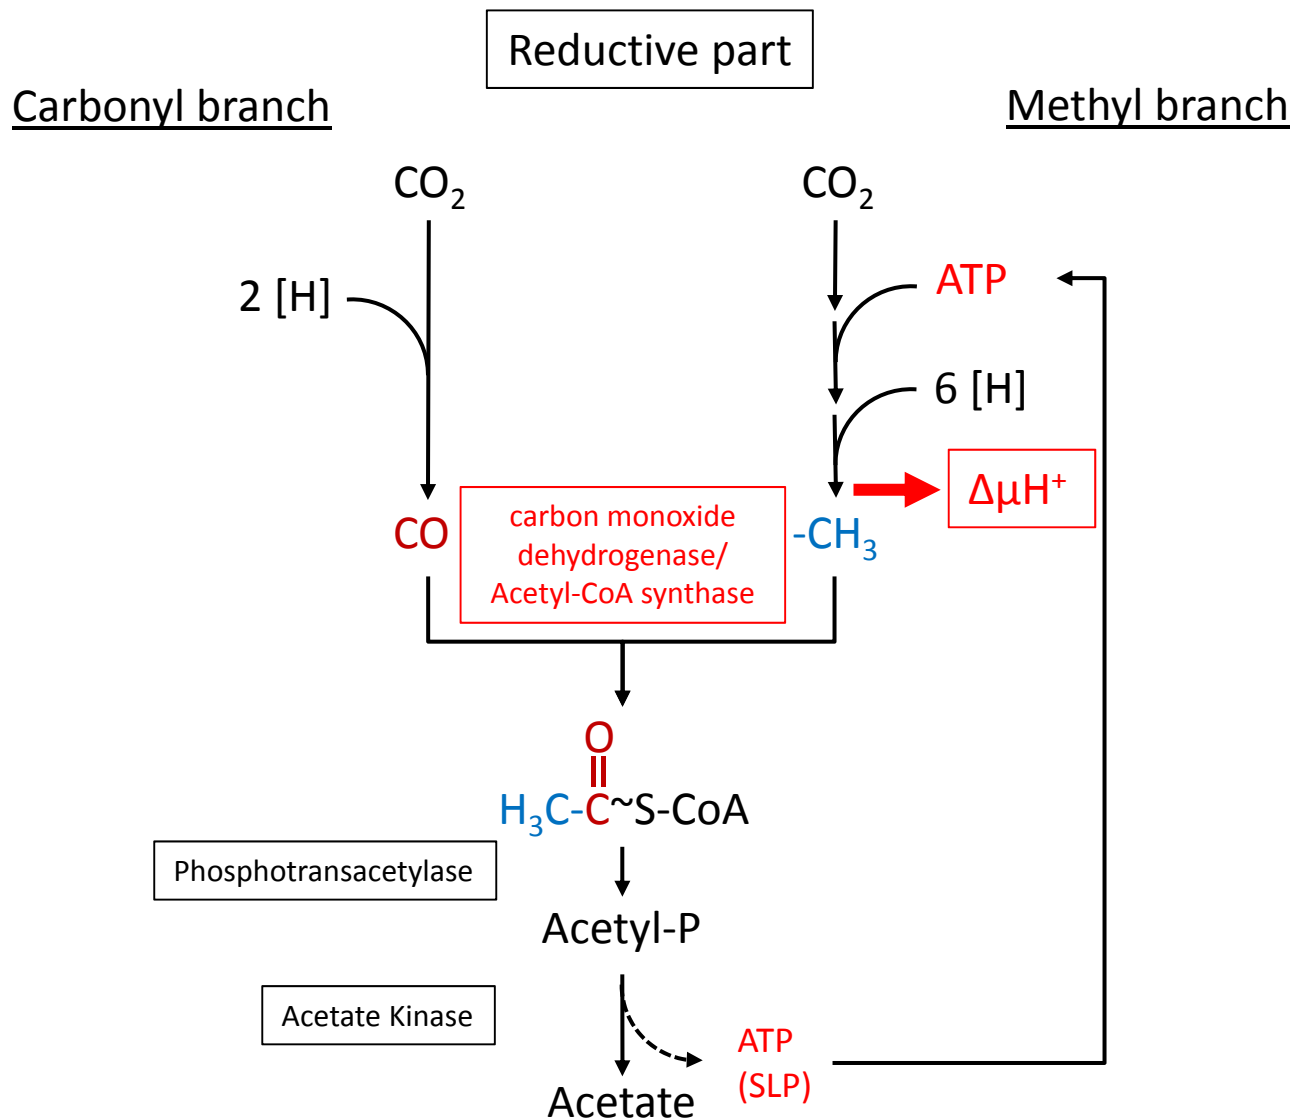 Reductive part
Carbonyl branch
Methyl branch
CO₂
CO₂
2 [H]
ATP
6 [H]
ΔμH⁺
CO
carbon monoxide
dehydrogenase/
Acetyl-CoA synthase
-CH₃
O
H₃C-C~S-CoA
Phosphotransacetylase
Acetyl-P
Acetate Kinase
ATP
(SLP)
Acetate